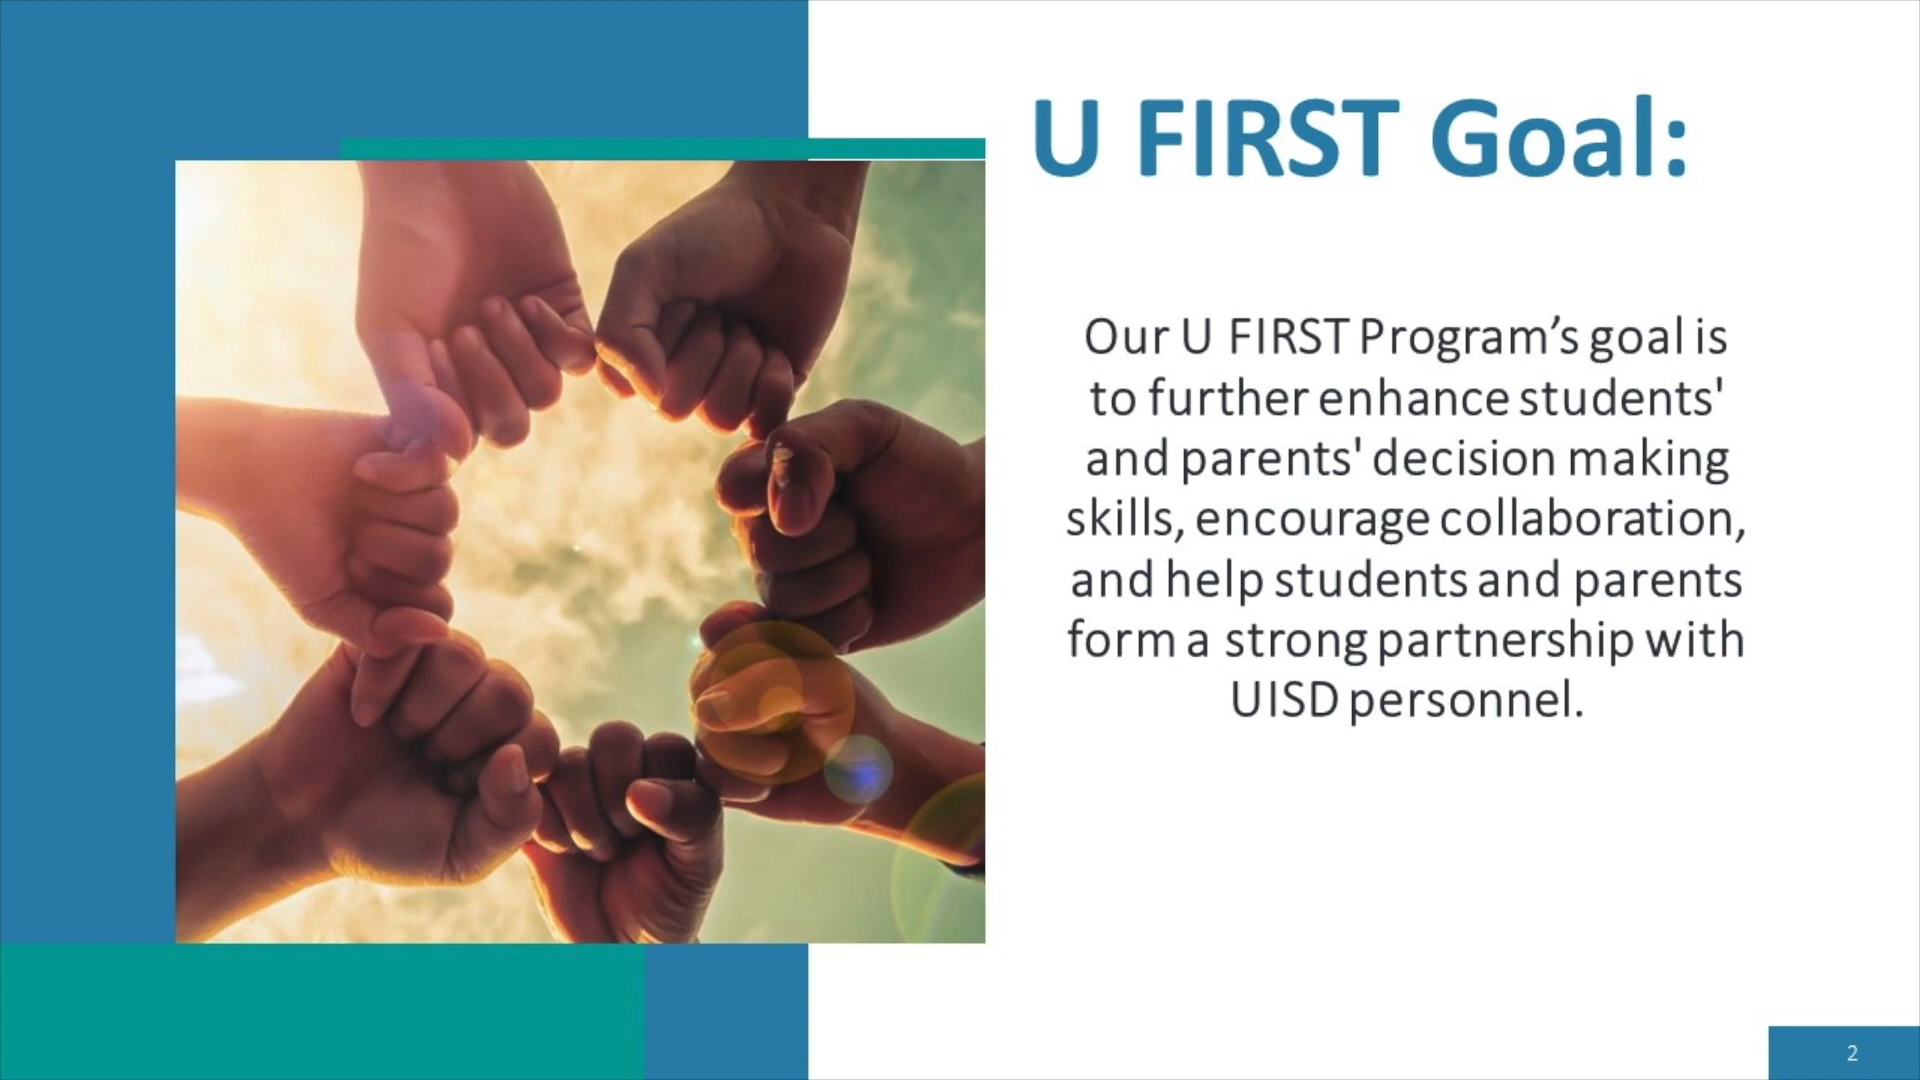 U FIRST Goal:
Our U FIRST Program’s goal is
to further enhance students'
and parents' decision making
skills, encourage collaboration,
and help students and parents
form a strong partnership with
UISD personnel.
2